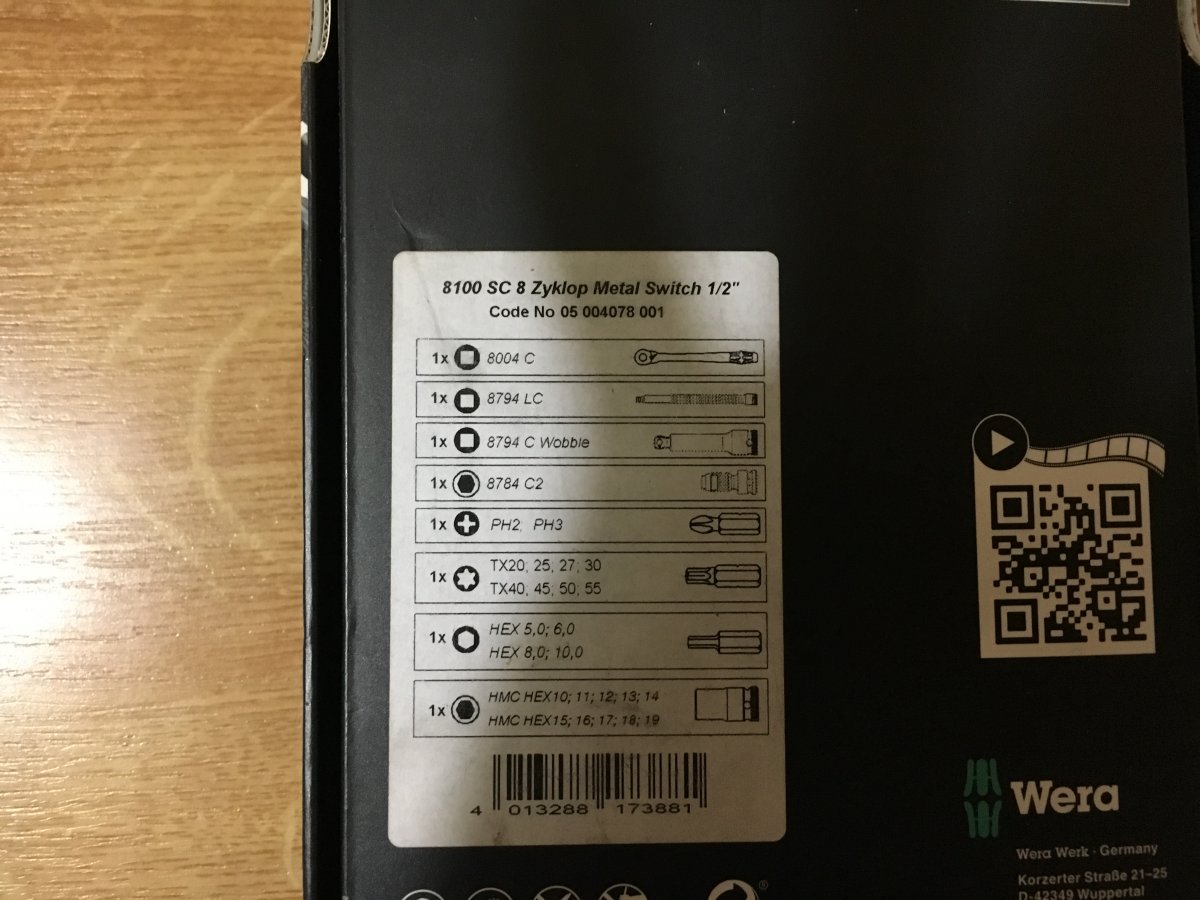 8100 SC 8 Zyklop Metal Switch 1/2"
Code No 05 004078 001
1x 8004 C
1x 8794 LC
1x 8794 C Wobble
1x 8784 C2
1x PH2; PH3
1x TX20; 25; 27; 30
TX40; 45; 50; 55
1x HEX 5,0; 6,0
HEX 8,0; 10,0
1x HMC HEX10; 11; 12; 13; 14
HMC HEX15; 16; 17; 18; 19
4 013288 173881
Wera
Wera Werk · Germany
Korzerter Straße 21–25
D-42349 Wuppertal
®